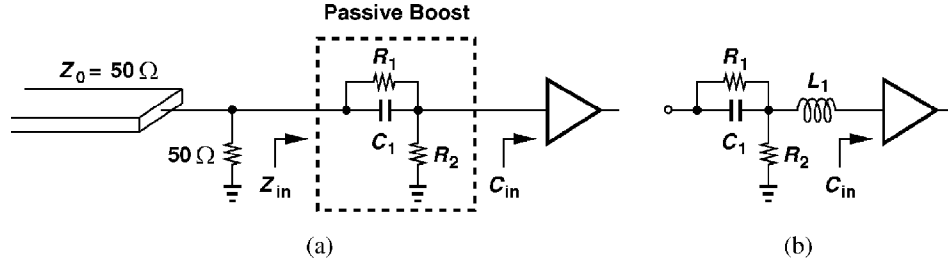 Passive Boost
Z0 = 50 Ω
R1
C1
R2
50 Ω
Zin
Cin
(a)
R1
L1
C1
R2
Cin
(b)